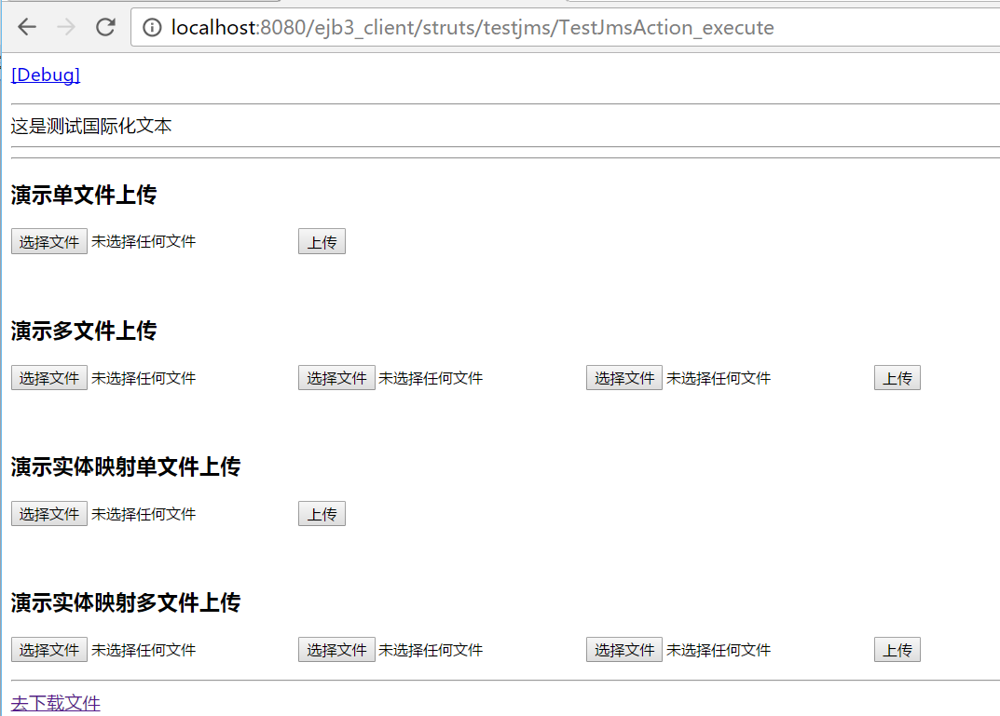 localhost:8080/ejb3_client/struts/testjms/TestJmsAction_execute
[Debug]
这是测试国际化文本
演示单文件上传
选择文件 未选择任何文件 上传
演示多文件上传
选择文件 未选择任何文件 选择文件 未选择任何文件 选择文件 未选择任何文件 上传
演示实体映射单文件上传
选择文件 未选择任何文件 上传
演示实体映射多文件上传
选择文件 未选择任何文件 选择文件 未选择任何文件 选择文件 未选择任何文件 上传
去下载文件